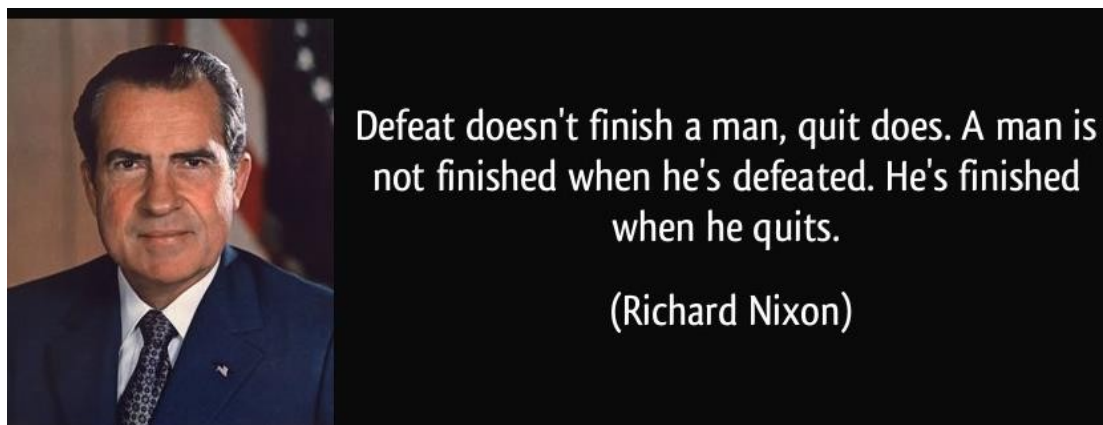 Defeat doesn't finish a man, quit does. A man is
not finished when he's defeated. He's finished
when he quits.
(Richard Nixon)